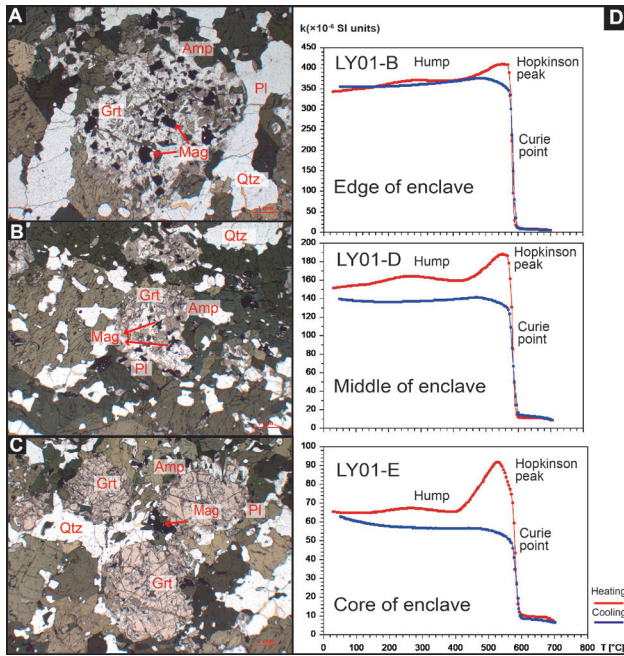 A
Amp
Pl
Grt
Mag
Qtz
B
Qtz
Grt
Amp
Mag
Pl
C
Amp
Grt
Mag
Pl
Qtz
Grt
D
k(×10⁻⁶ SI units)
450
400
350
300
250
200
150
100
50
0
LY01-B
Hump
Hopkinson
peak
Curie
point
Edge of enclave
200
180
160
140
120
100
80
60
40
20
0
LY01-D
Hump
Hopkinson
peak
Curie
point
Middle of enclave
100
90
80
70
60
50
40
30
20
10
0
LY01-E
Hump
Hopkinson
peak
Curie
point
Core of enclave
Heating
Cooling
0 100 200 300 400 500 600 700 800 T [°C]